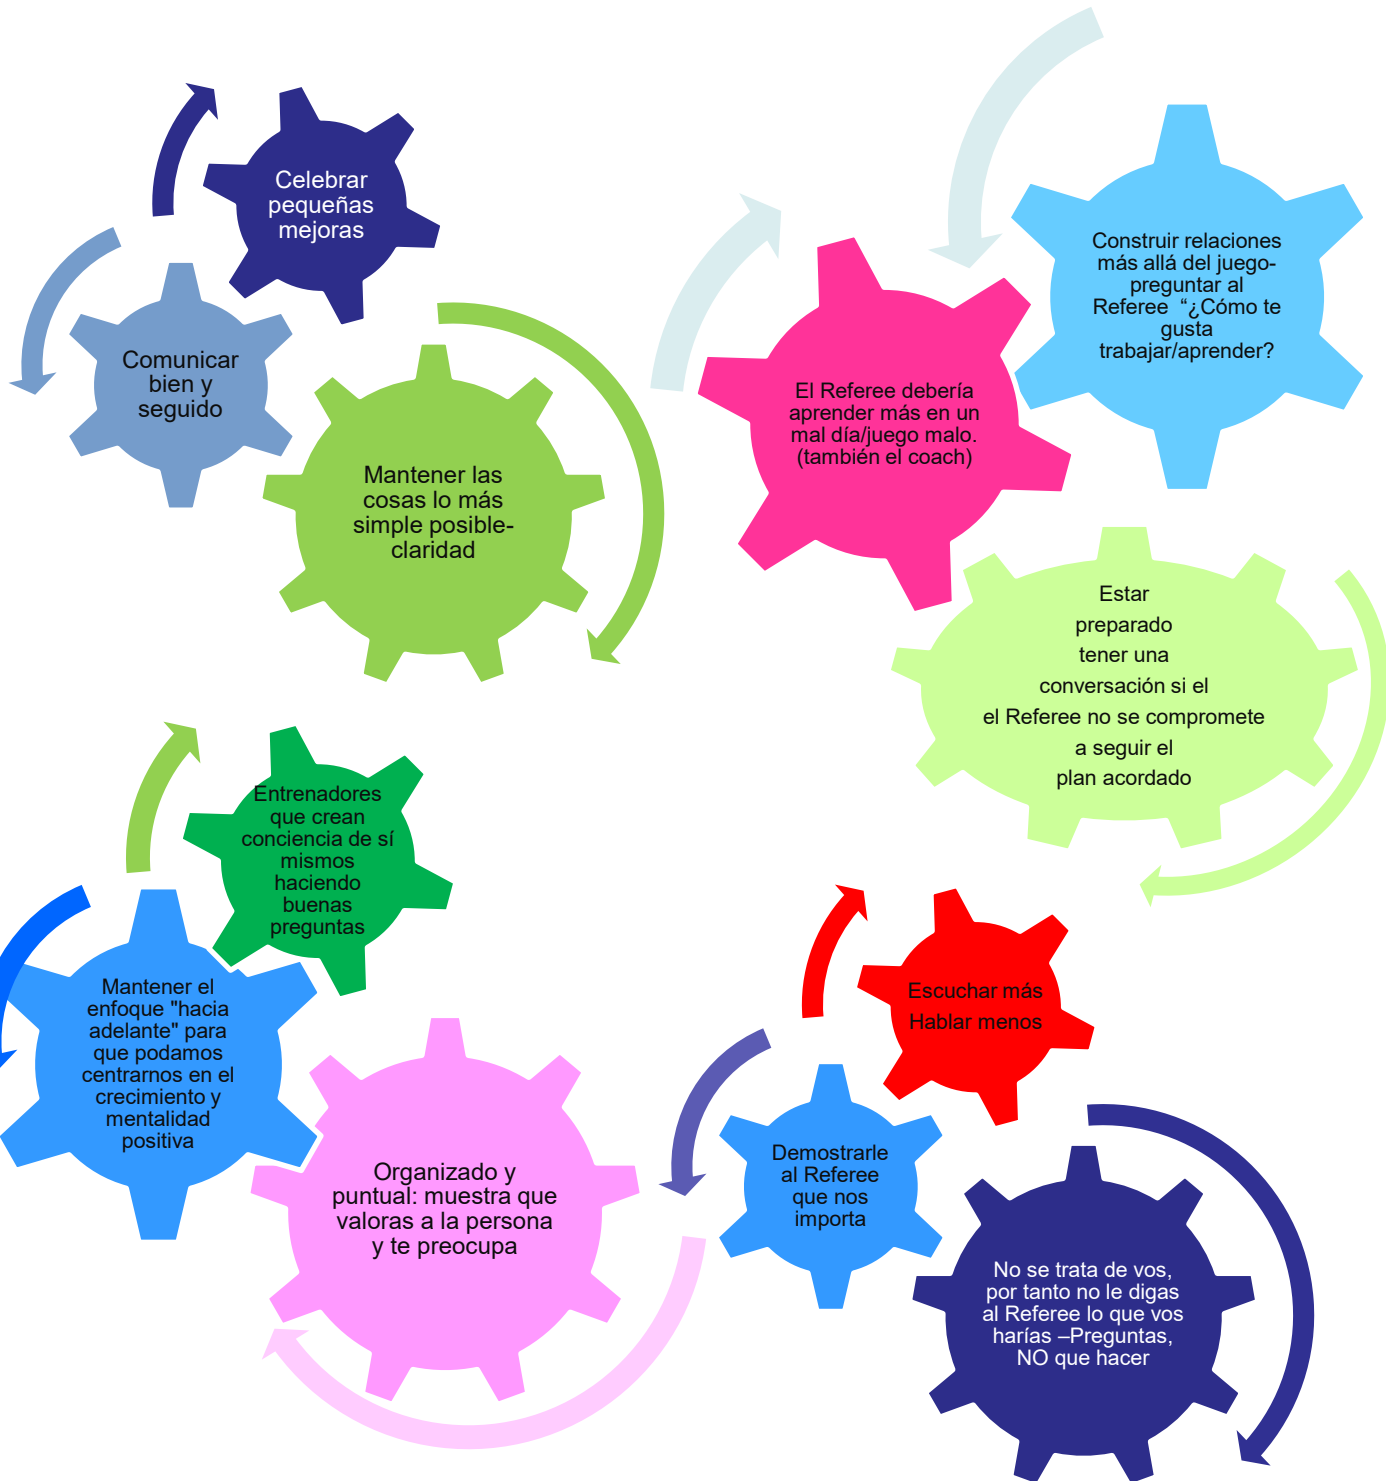 Celebrar
pequeñas
mejoras
Comunicar
bien y
seguido
Mantener las
cosas lo más
simple posible-
claridad
Construir relaciones
más allá del juego-
preguntar al
Referee “¿Cómo te
gusta
trabajar/aprender?
El Referee debería
aprender más en un
mal día/juego malo.
(también el coach)
Estar
preparado
tener una
conversación si el
el Referee no se compromete
a seguir el
plan acordado
Entrenadores
que crean
conciencia de sí
mismos
haciendo
buenas
preguntas
Mantener el
enfoque "hacia
adelante" para
que podamos
centrarnos en el
crecimiento y
mentalidad
positiva
Organizado y
puntual: muestra que
valoras a la persona
y te preocupa
Escuchar más
Hablar menos
Demostrarle
al Referee
que nos
importa
No se trata de vos,
por tanto no le digas
al Referee lo que vos
harías –Preguntas,
NO que hacer